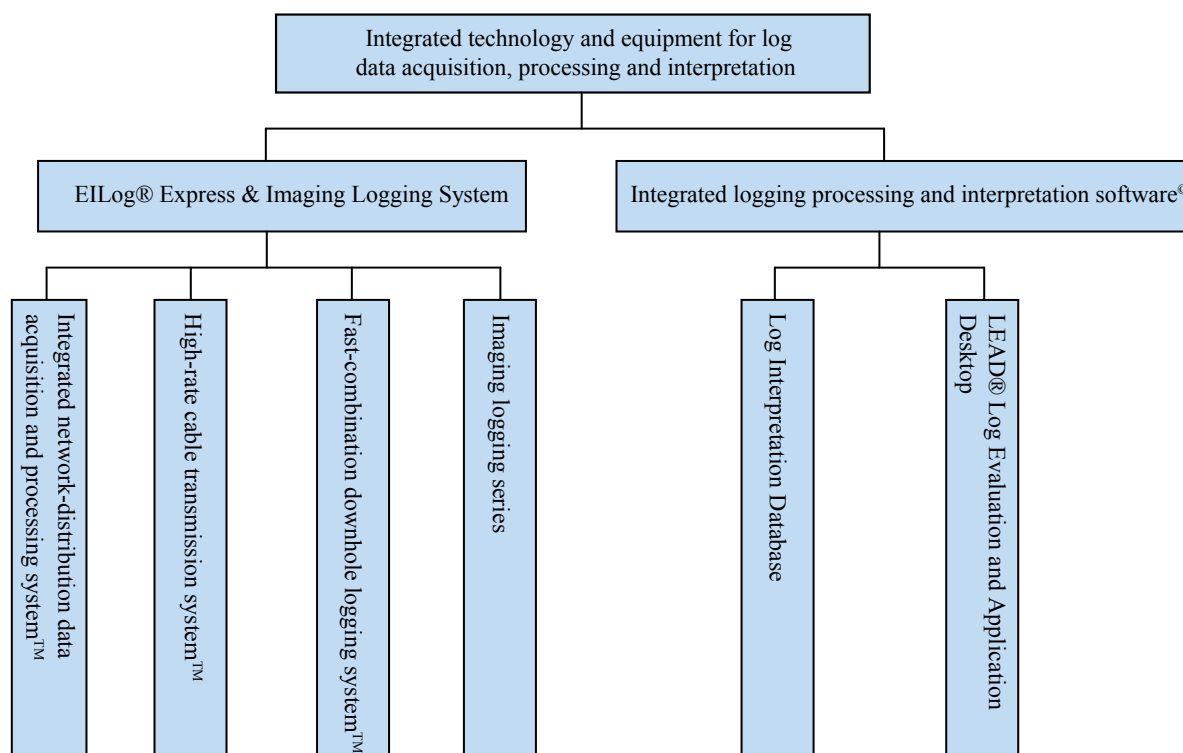 Integrated technology and equipment for log
data acquisition, processing and interpretation
EILog® Express & Imaging Logging System
Integrated logging processing and interpretation software©
Integrated network-distribution data
acquisition and processing system™
High-rate cable transmission system™
Fast-combination downhole logging system™
Imaging logging series
Log Interpretation Database
LEAD® Log Evaluation and Application
Desktop